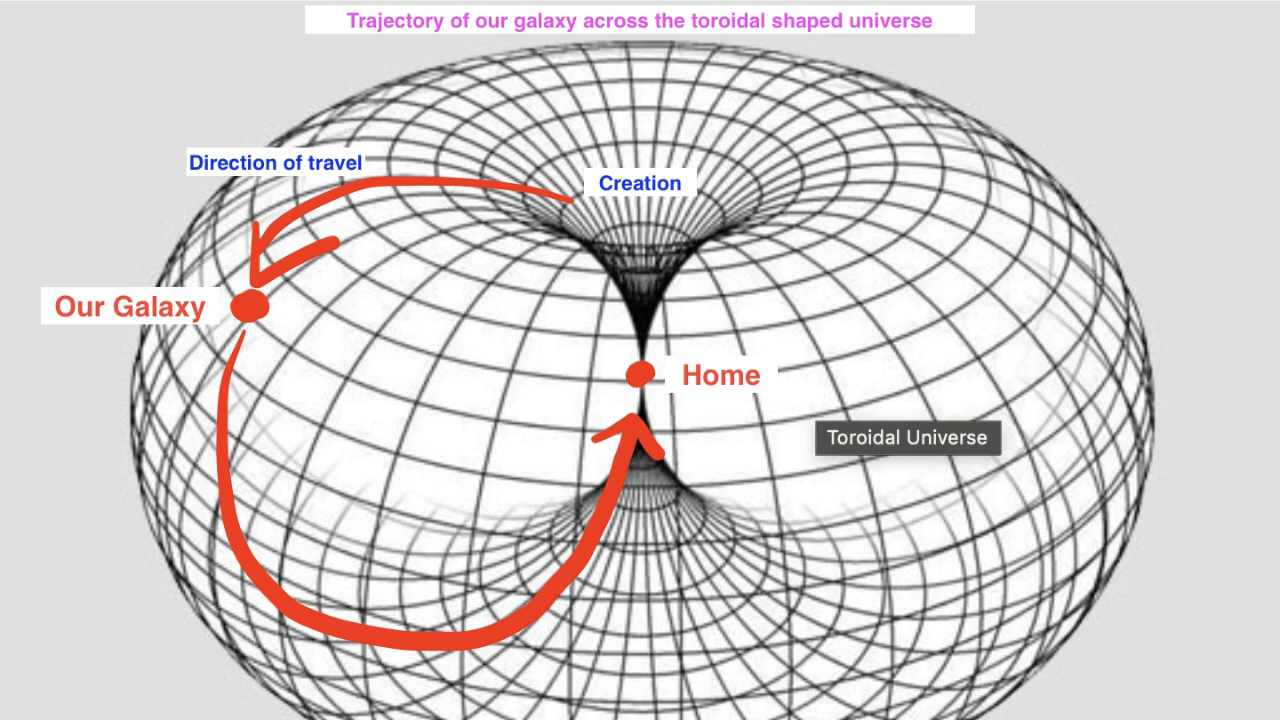 Trajectory of our galaxy across the toroidal shaped universe
Direction of travel
Creation
Our Galaxy
Home
Toroidal Universe